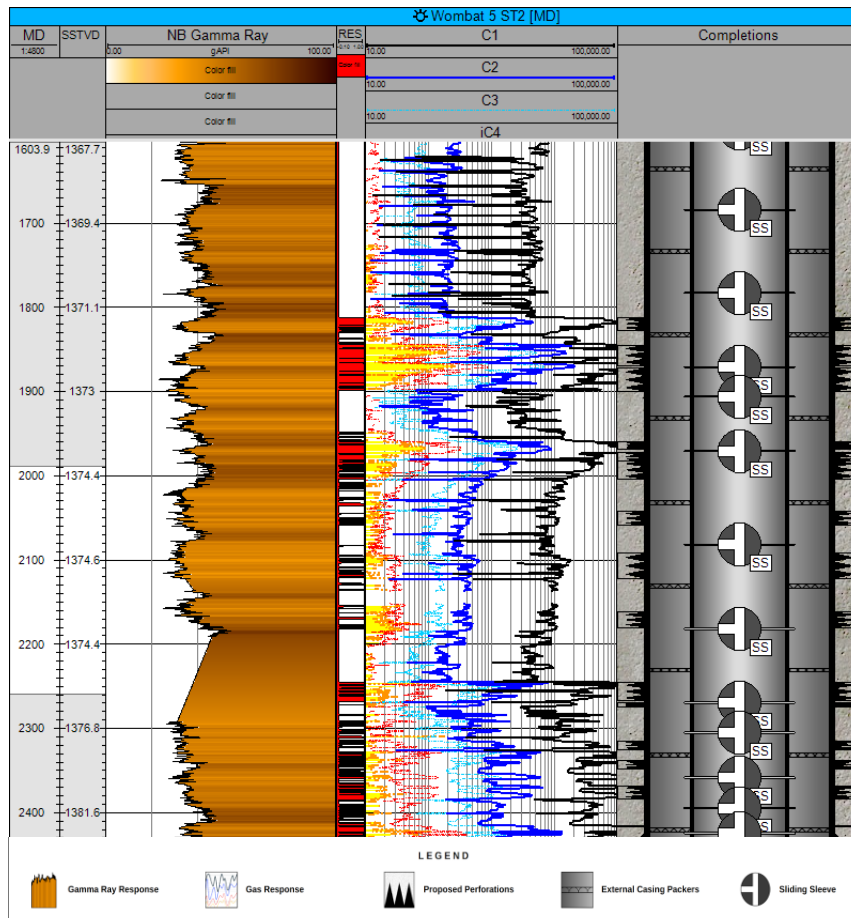 Wombat 5 ST2 [MD]
MD SSTVD NB Gamma Ray RES C1 Completions
1:4800 0.00 gAPI 100.00 10.00 100,000.00
Color fill
C2
10.00 100,000.00
Color fill
C3
10.00 100,000.00
Color fill
iC4
1603.9 1367.7
SS
1700 1369.4
SS
1800 1371.1
SS
1900 1373
SS
SS
SS
2000 1374.4
2100 1374.6
SS
2200 1374.4
SS
SS
2300 1376.8
SS
SS
2400 1381.6
SS
SS
LEGEND
Gamma Ray Response Gas Response Proposed Perforations External Casing Packers Sliding Sleeve